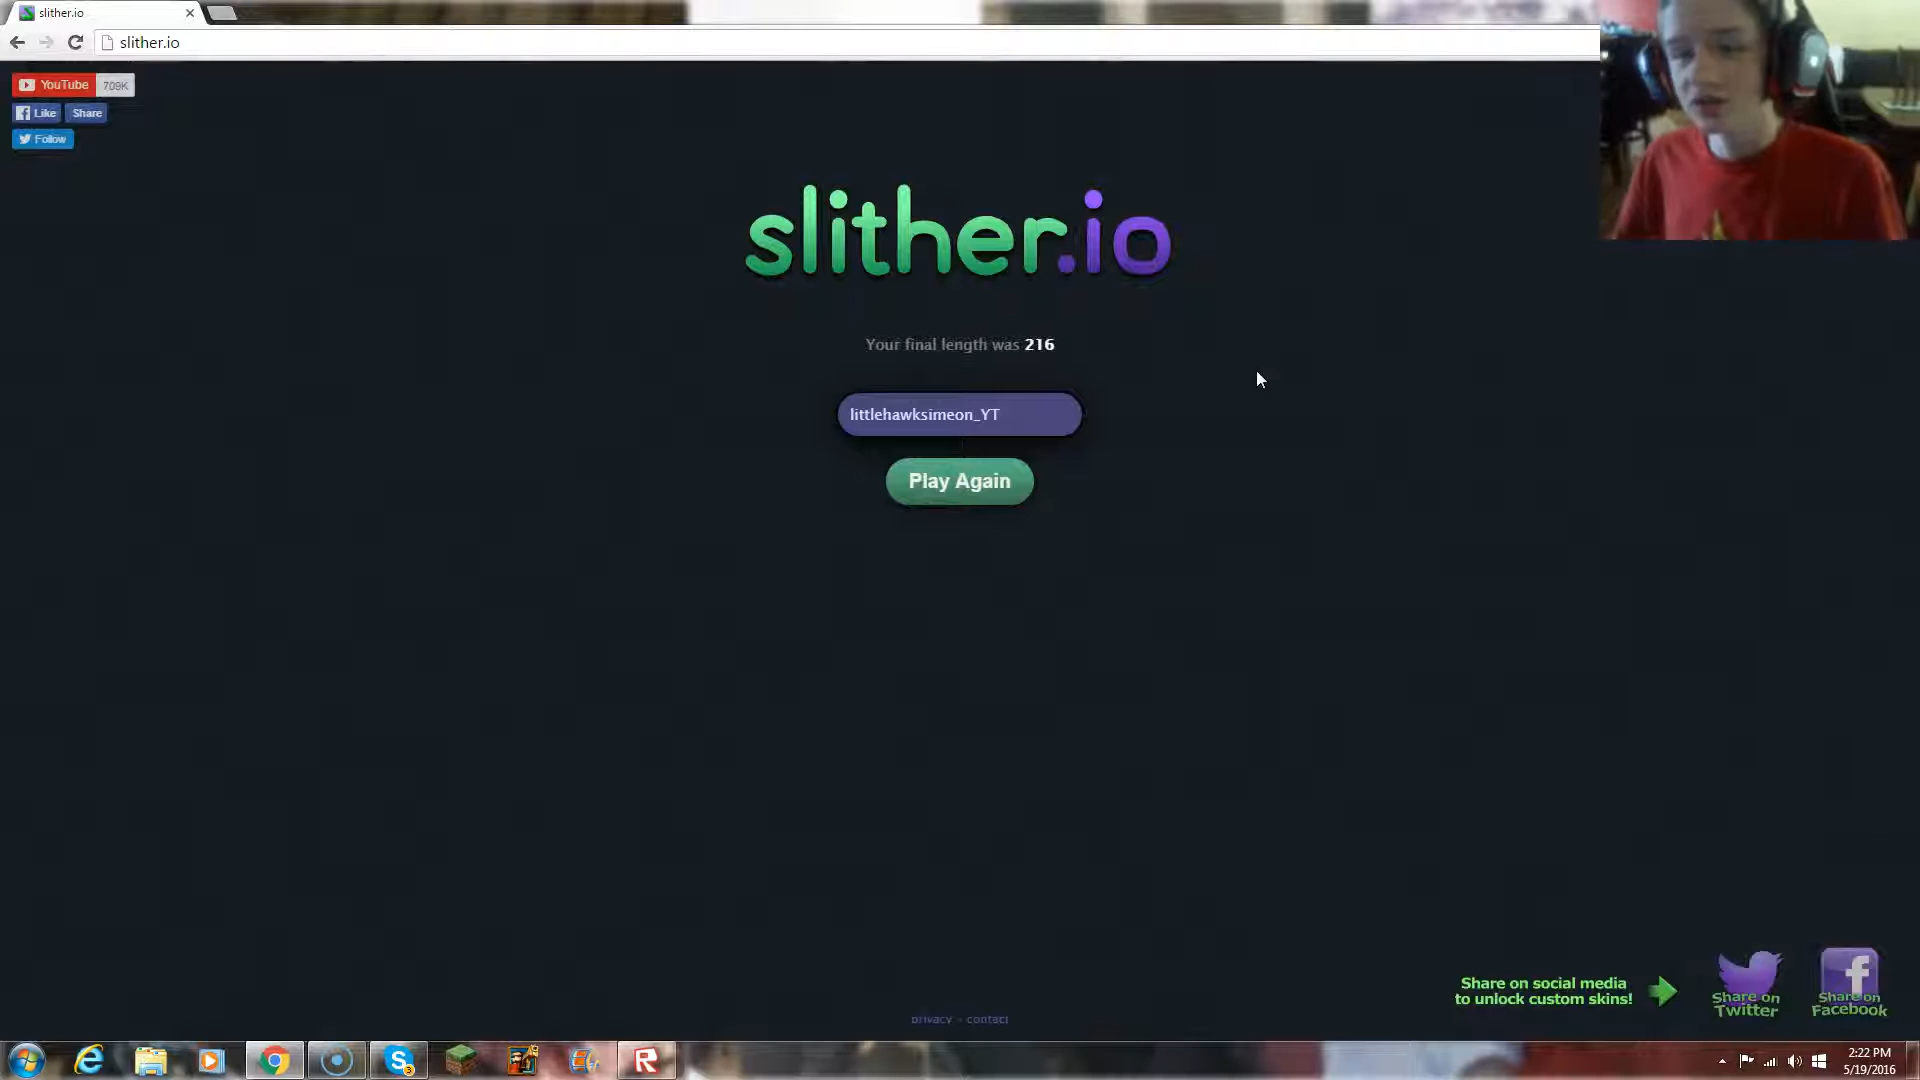 slither.io
slither.io
YouTube 709K
Like Share
Follow
slither.io
Your final length was 216
littlehawksimeon_YT
Play Again
Share on social media
to unlock custom skins!
Share on
Twitter
Share on
Facebook
privacy - contact
3
2:22 PM
5/19/2016